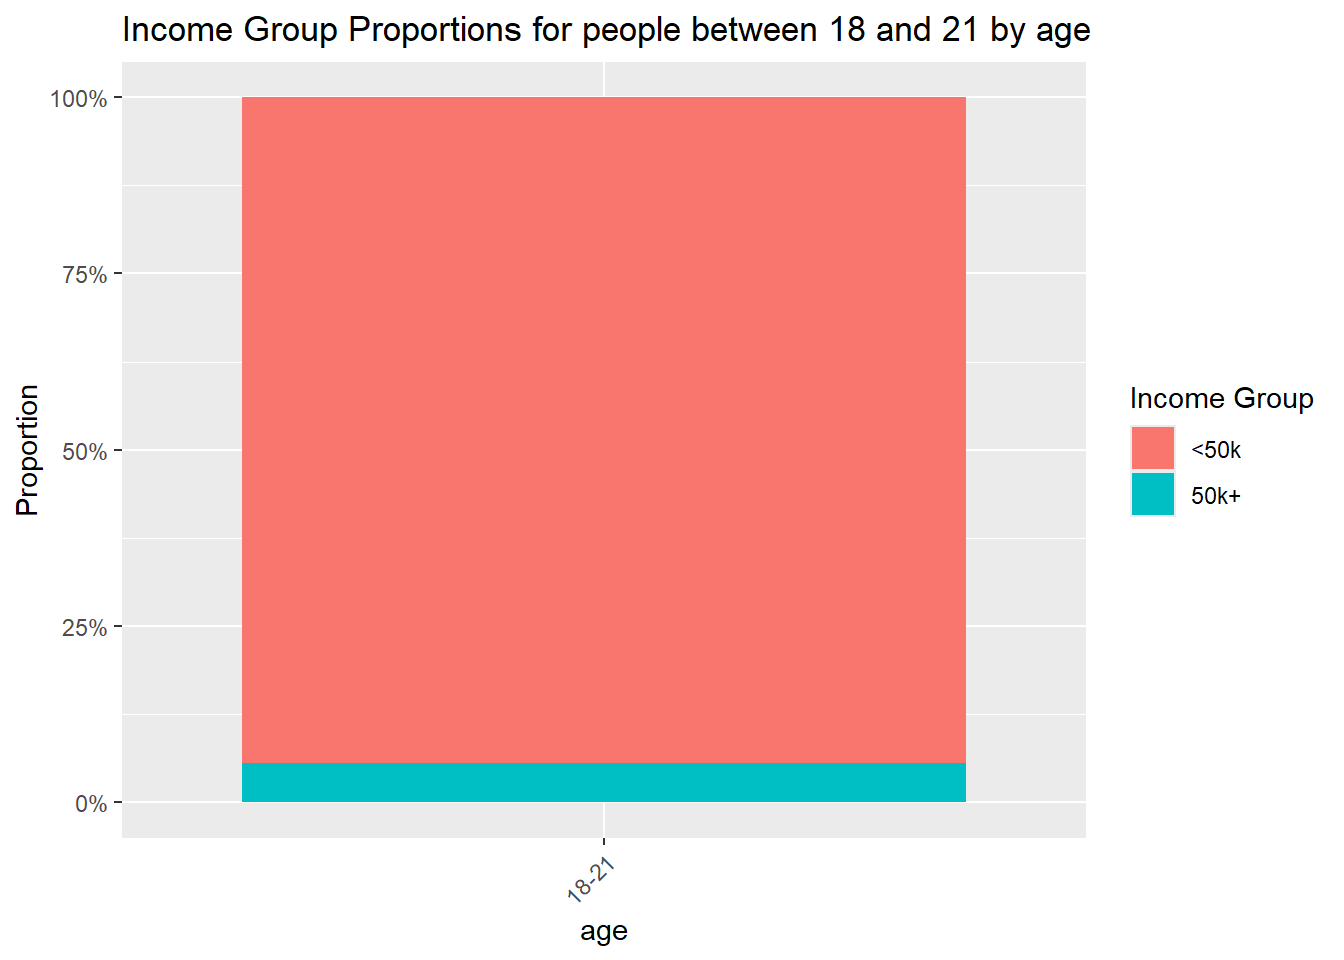 Income Group Proportions for people between 18 and 21 by age
100%
75%
50%
25%
0%
Proportion
18-21
age
Income Group
<50k
50k+